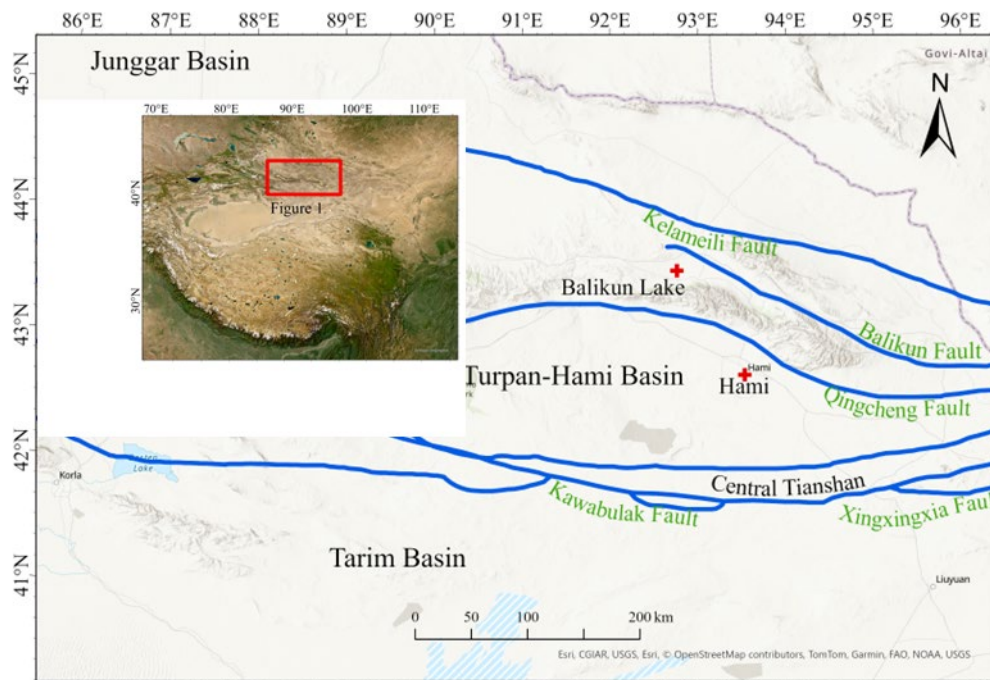 86°E 87°E 88°E 89°E 90°E 91°E 92°E 93°E 94°E 95°E 96°E
45°N
44°N
43°N
42°N
41°N
Junggar Basin
Govi-Altai
N
70°E 80°E 90°E 100°E 110°E
40°N
30°N
Figure 1
Kelameili Fault
Balikun Lake
Balikun Fault
Turpan-Hami Basin
Hami
Hami
Qingcheng Fault
Korla
Lake
Central Tianshan
Kawabulak Fault
Xingxingxia Fault
Tarim Basin
Liuyuan
0 50 100 200 km
Esri, CGIAR, USGS, Esri, © OpenStreetMap contributors, TomTom, Garmin, FAO, NOAA, USGS